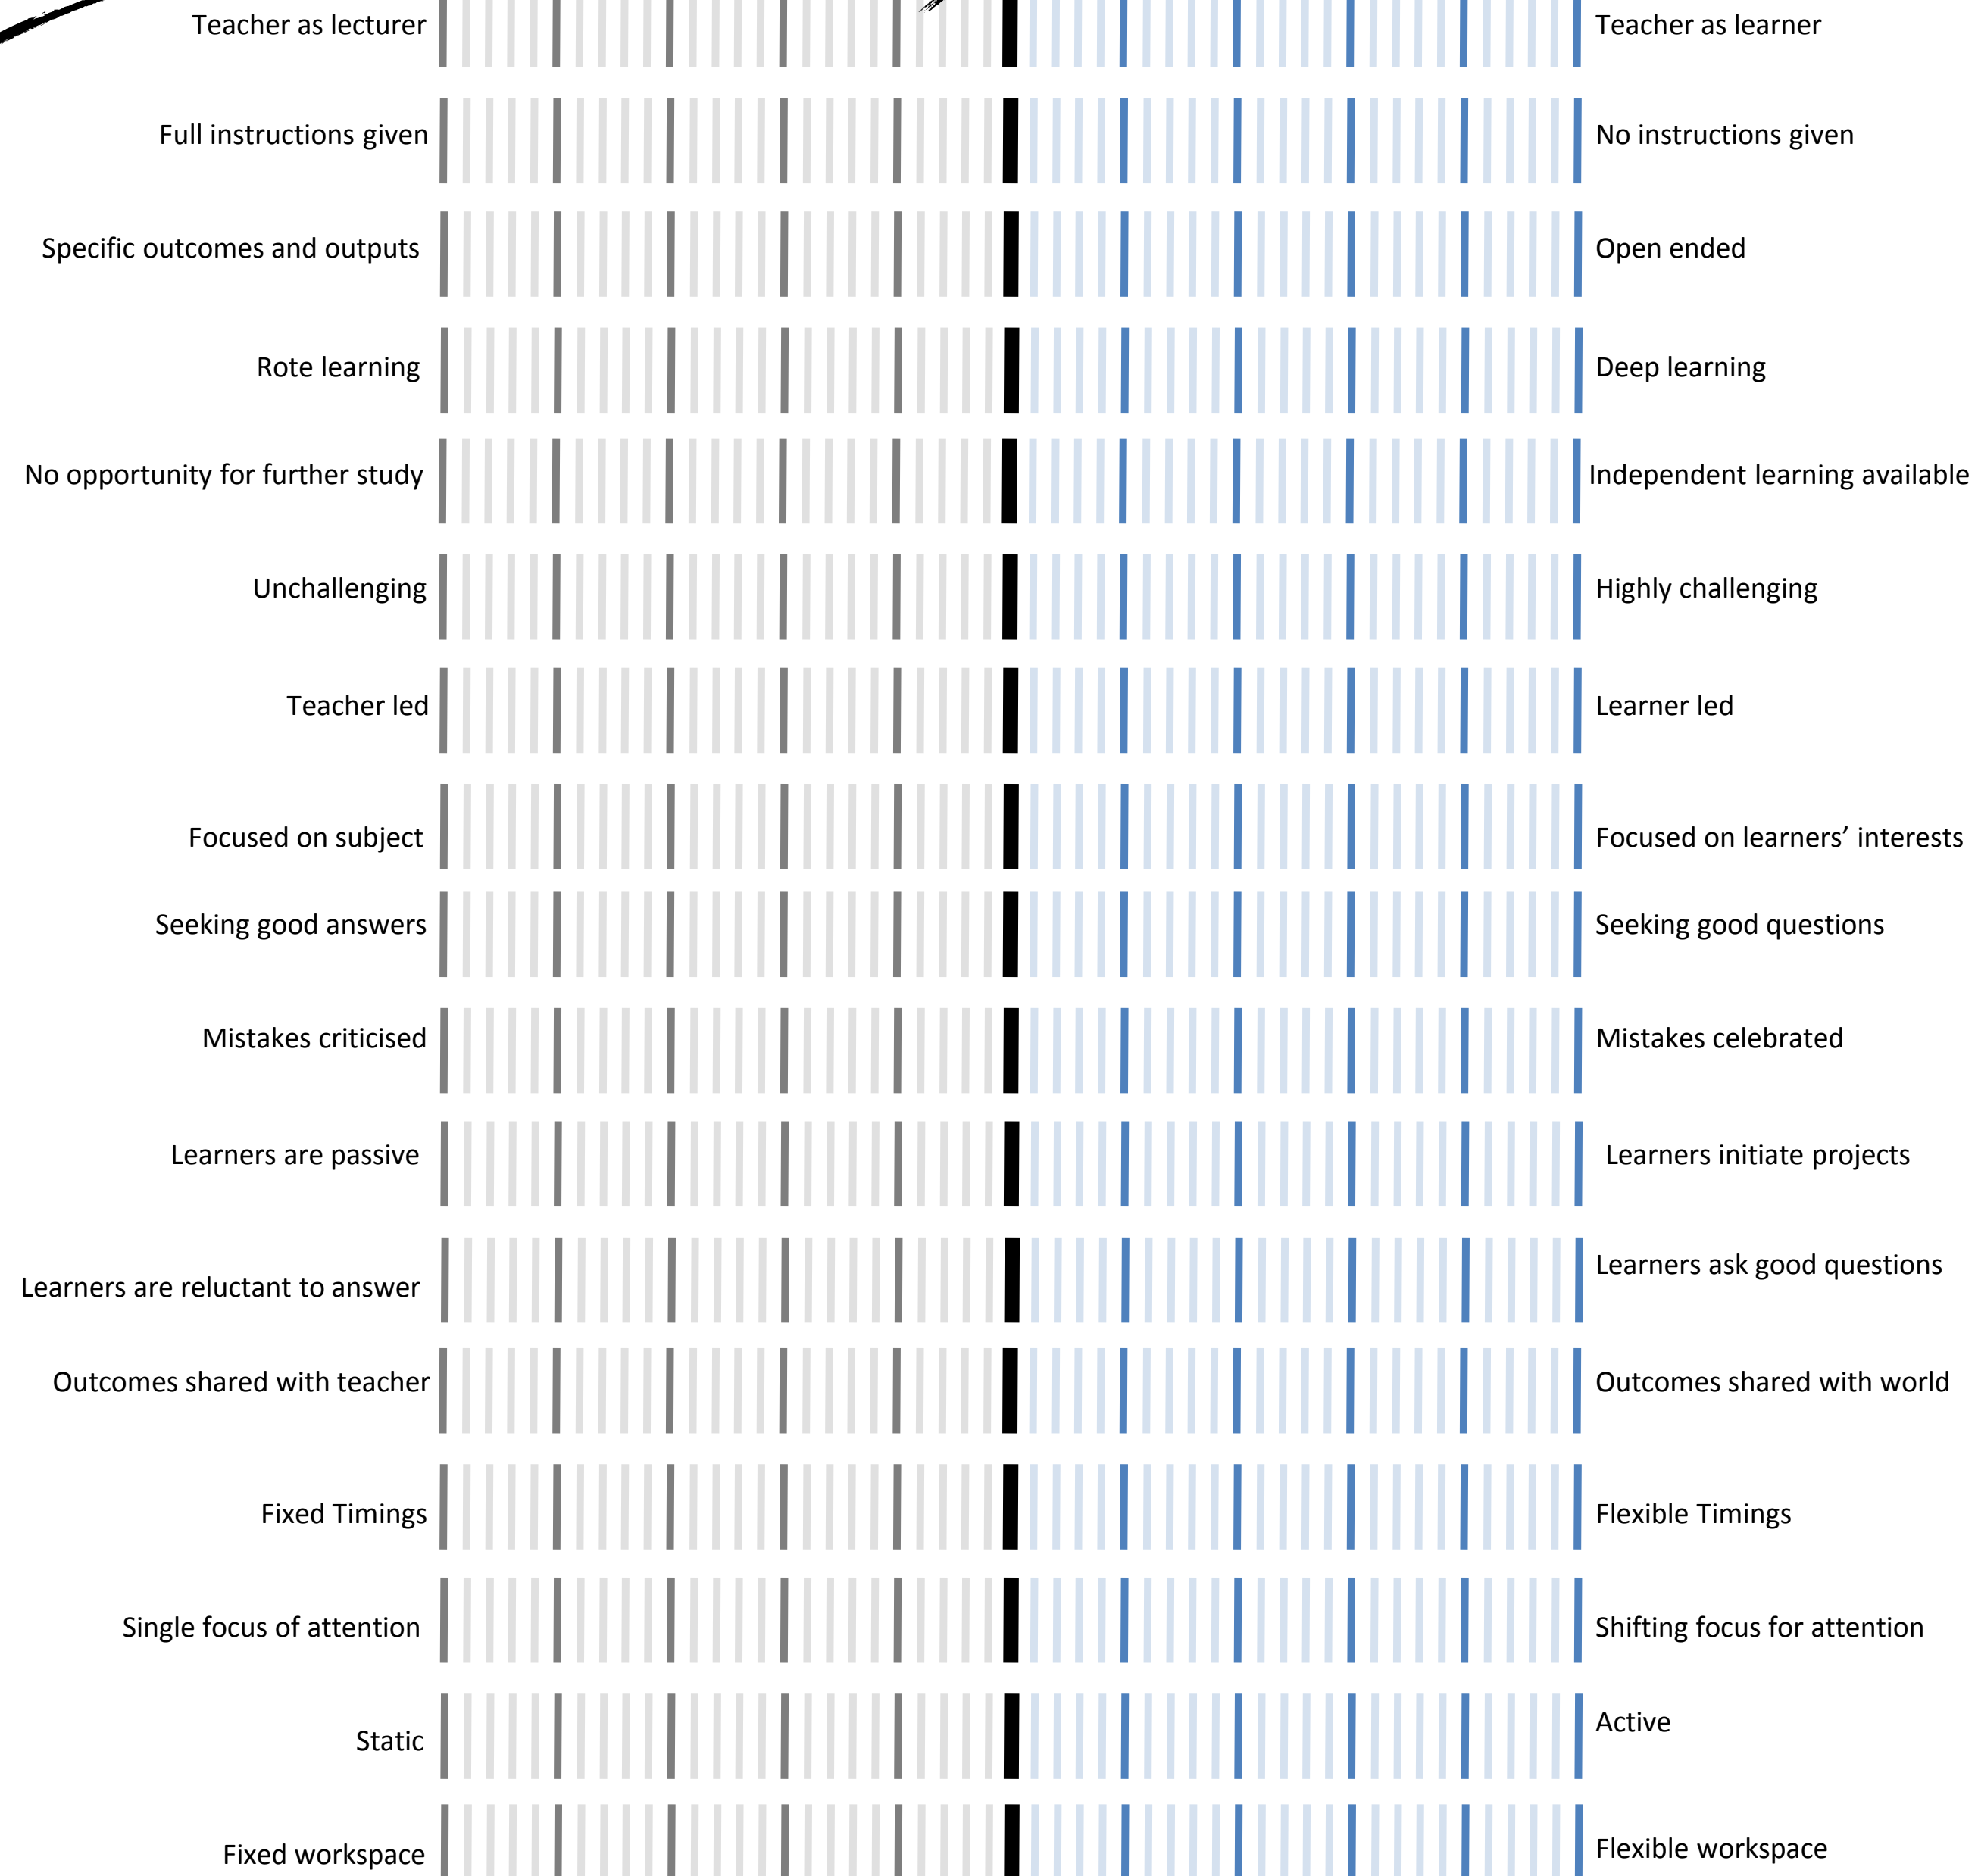 Teacher as lecturer
Teacher as learner
Full instructions given
No instructions given
Specific outcomes and outputs
Open ended
Rote learning
Deep learning
No opportunity for further study
Independent learning available
Unchallenging
Highly challenging
Teacher led
Learner led
Focused on subject
Focused on learners’ interests
Seeking good answers
Seeking good questions
Mistakes criticised
Mistakes celebrated
Learners are passive
Learners initiate projects
Learners are reluctant to answer
Learners ask good questions
Outcomes shared with teacher
Outcomes shared with world
Fixed Timings
Flexible Timings
Single focus of attention
Shifting focus for attention
Static
Active
Fixed workspace
Flexible workspace